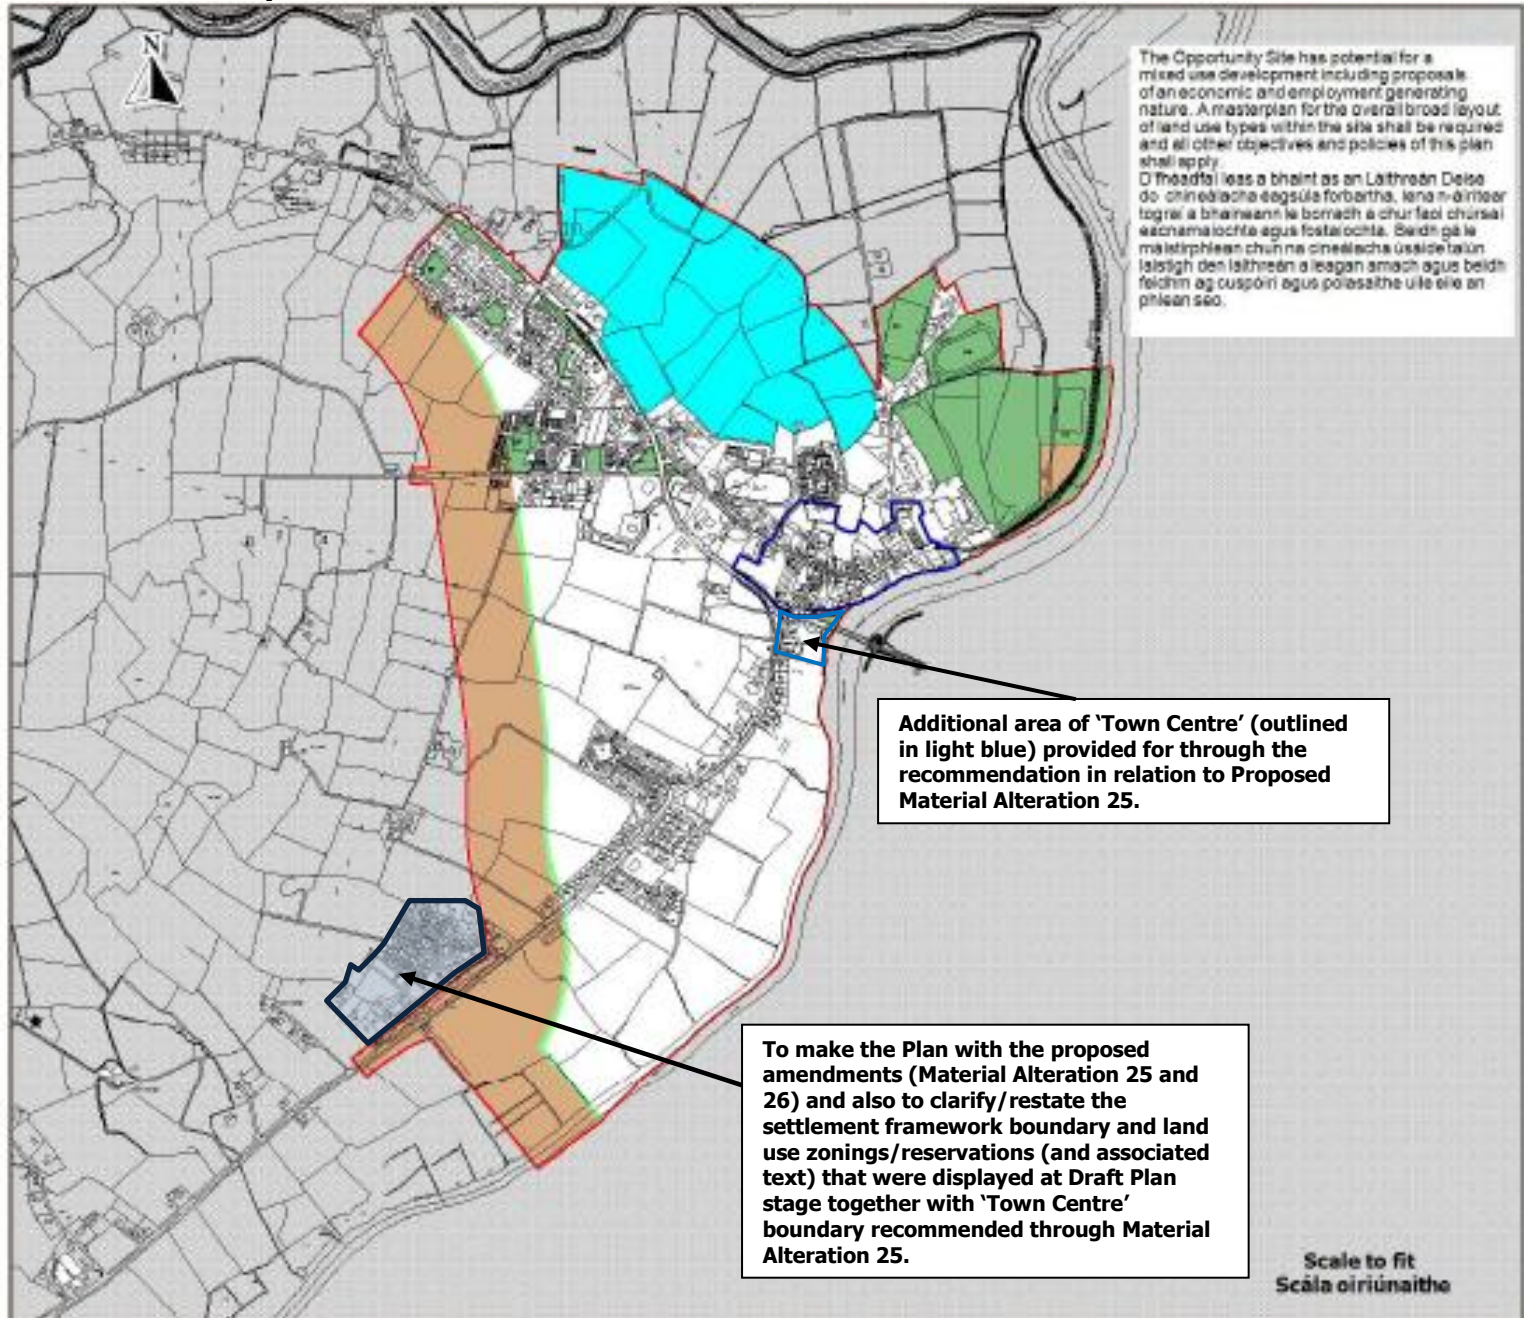 N
The Opportunity Site has potential for a
mixed use development including proposals
of an economic and employment generating
nature. A masterplan for the overall broad layout
of land use types within the site shall be required
and all other objectives and policies of this plan
shall apply.
D'fhéadfaí leas a bhaint as an Láithreán Deise
do chineálacha éagsúla forbartha, lena n-áirítear
tograí a bhaineann le borradh a chur faoi chúrsaí
eacnamaíochta agus fostaíochta. Beidh gá le
máistirphlean chun na cineálacha úsáide talún
laistigh den láithreán a leagan amach agus beidh
feidhm ag cuspóirí agus polasaithe uile eile an
phlean seo.
Additional area of ‘Town Centre’ (outlined
in light blue) provided for through the
recommendation in relation to Proposed
Material Alteration 25.
To make the Plan with the proposed
amendments (Material Alteration 25 and
26) and also to clarify/restate the
settlement framework boundary and land
use zonings/reservations (and associated
text) that were displayed at Draft Plan
stage together with ‘Town Centre’
boundary recommended through Material
Alteration 25.
Scale to fit
Scála oiriúnaithe